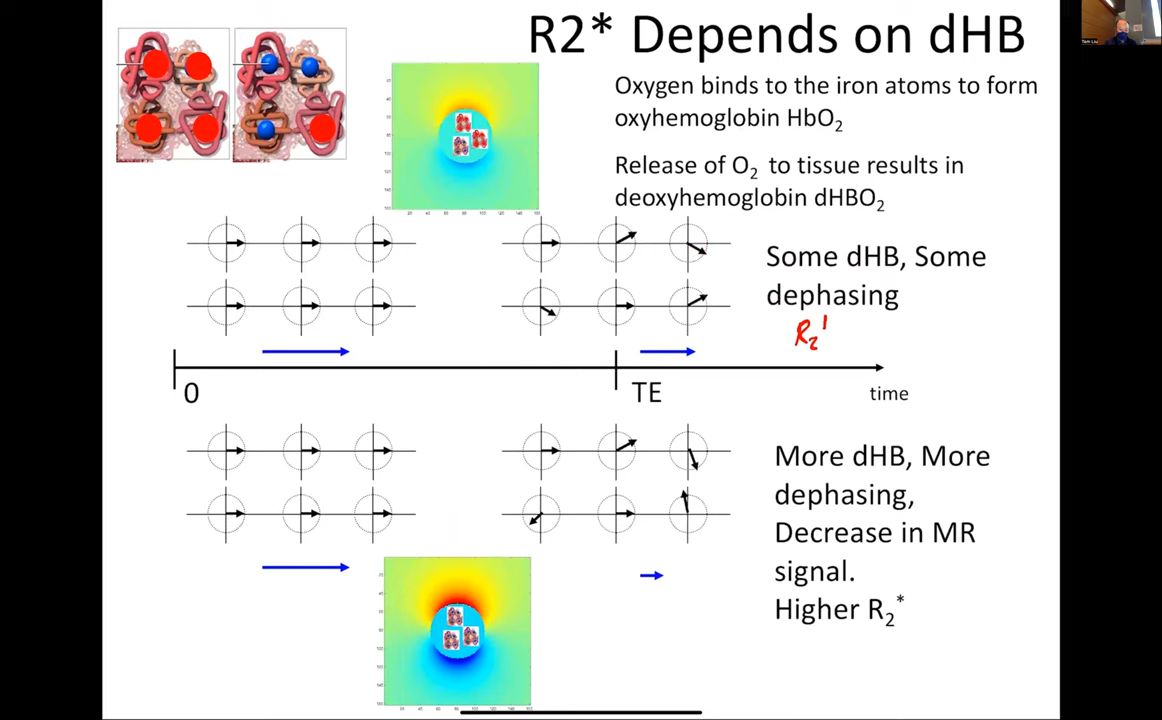 R2* Depends on dHB
Tom Liu
Oxygen binds to the iron atoms to form
oxyhemoglobin HbO₂
Release of O₂ to tissue results in
deoxyhemoglobin dHBO₂
Some dHB, Some
dephasing
R₂'
0
TE
time
More dHB, More
dephasing,
Decrease in MR
signal.
Higher R₂*